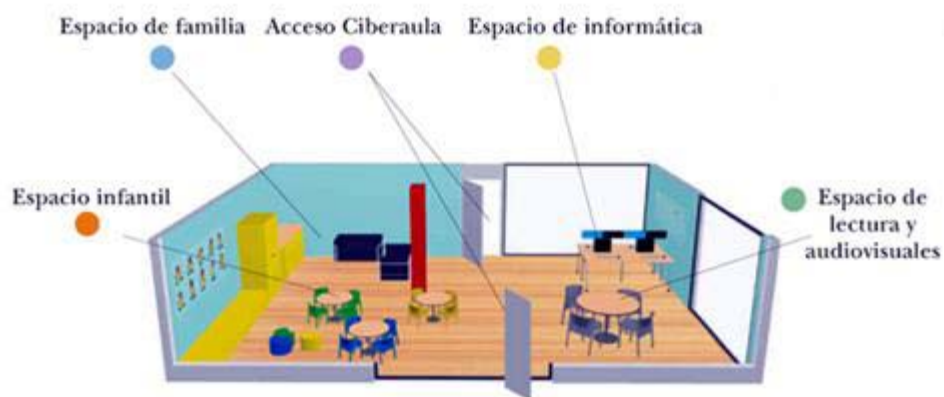 Espacio de familia
Acceso Ciberaula
Espacio de informática
Espacio infantil
Espacio de
lectura y
audiovisuales